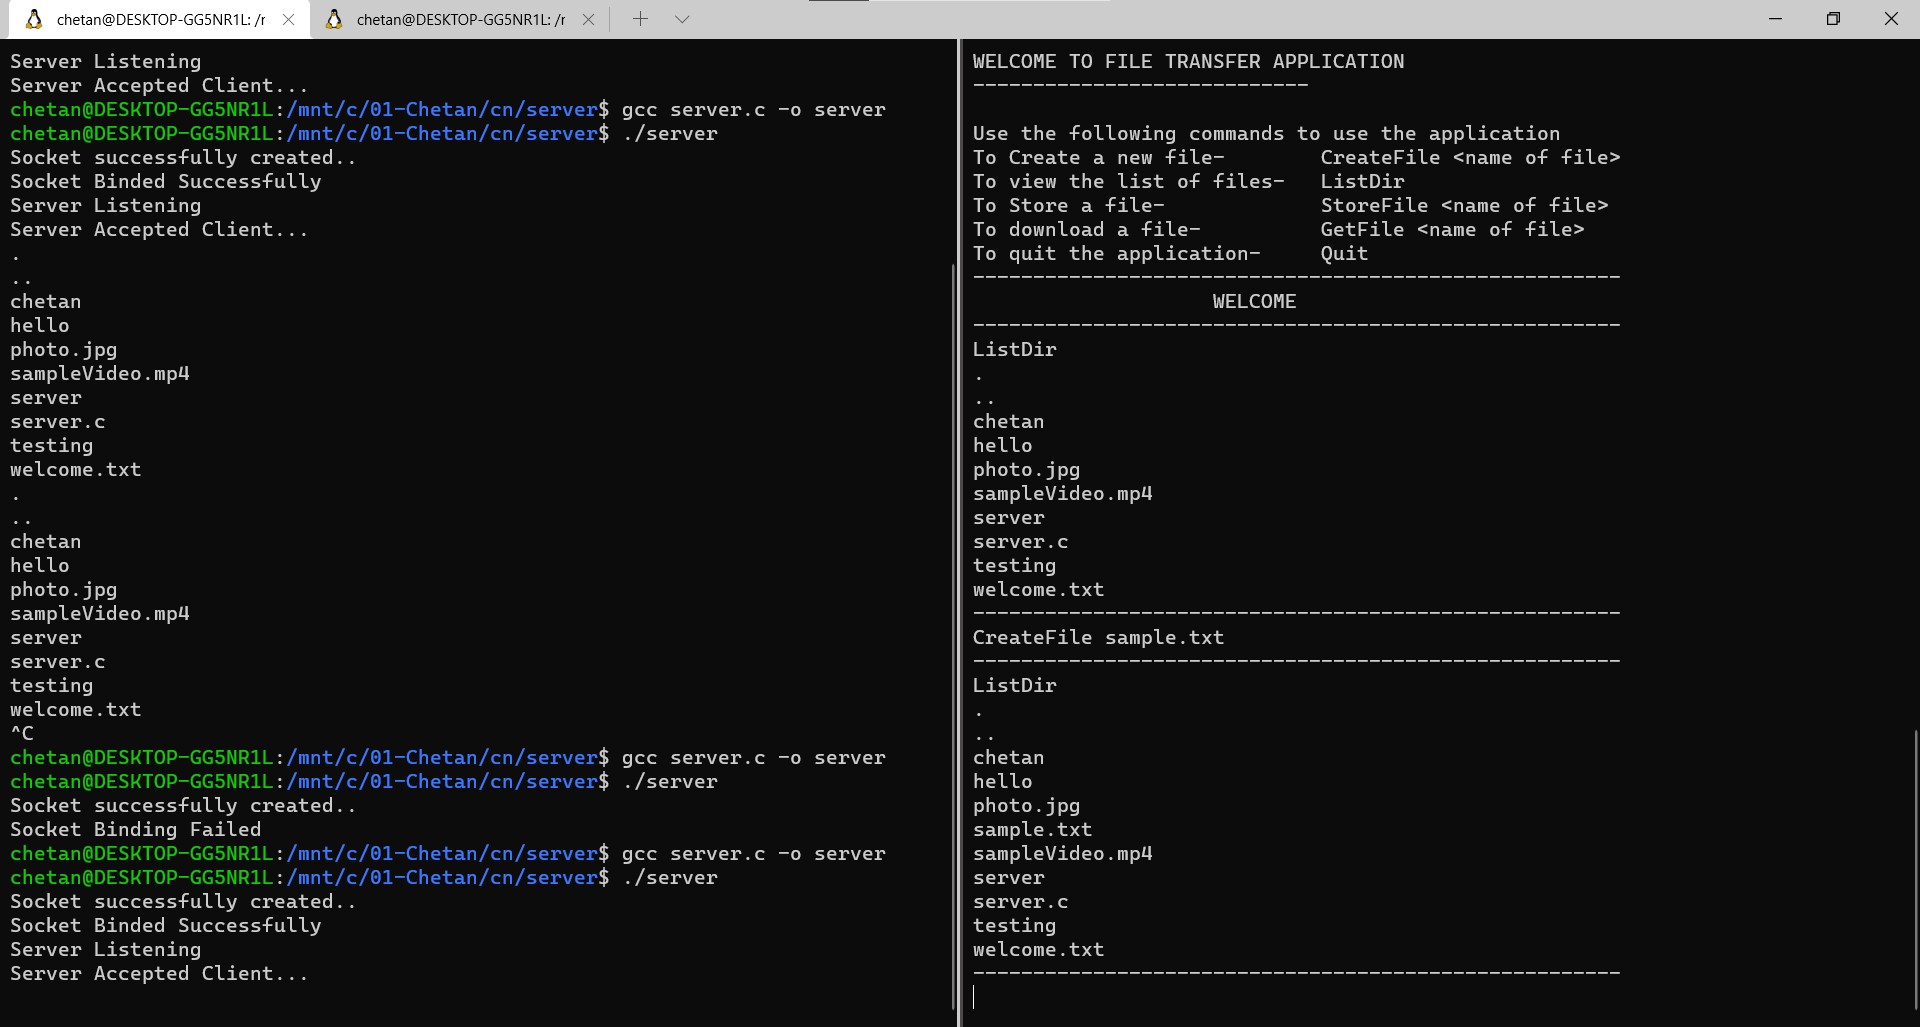 chetan@DESKTOP-GG5NR1L: /r
chetan@DESKTOP-GG5NR1L: /r
Server Listening
Server Accepted Client...
chetan@DESKTOP-GG5NR1L:/mnt/c/01-Chetan/cn/server$ gcc server.c -o server
chetan@DESKTOP-GG5NR1L:/mnt/c/01-Chetan/cn/server$ ./server
Socket successfully created..
Socket Binded Successfully
Server Listening
Server Accepted Client...
.
..
chetan
hello
photo.jpg
sampleVideo.mp4
server
server.c
testing
welcome.txt
.
..
chetan
hello
photo.jpg
sampleVideo.mp4
server
server.c
testing
welcome.txt
^C
chetan@DESKTOP-GG5NR1L:/mnt/c/01-Chetan/cn/server$ gcc server.c -o server
chetan@DESKTOP-GG5NR1L:/mnt/c/01-Chetan/cn/server$ ./server
Socket successfully created..
Socket Binding Failed
chetan@DESKTOP-GG5NR1L:/mnt/c/01-Chetan/cn/server$ gcc server.c -o server
chetan@DESKTOP-GG5NR1L:/mnt/c/01-Chetan/cn/server$ ./server
Socket successfully created..
Socket Binded Successfully
Server Listening
Server Accepted Client...
WELCOME TO FILE TRANSFER APPLICATION
----------------------------
Use the following commands to use the application
To Create a new file-        CreateFile <name of file>
To view the list of files-   ListDir
To Store a file-             StoreFile <name of file>
To download a file-          GetFile <name of file>
To quit the application-     Quit
------------------------------------------------------
                    WELCOME
------------------------------------------------------
ListDir
.
..
chetan
hello
photo.jpg
sampleVideo.mp4
server
server.c
testing
welcome.txt
------------------------------------------------------
CreateFile sample.txt
------------------------------------------------------
ListDir
.
..
chetan
hello
photo.jpg
sample.txt
sampleVideo.mp4
server
server.c
testing
welcome.txt
------------------------------------------------------